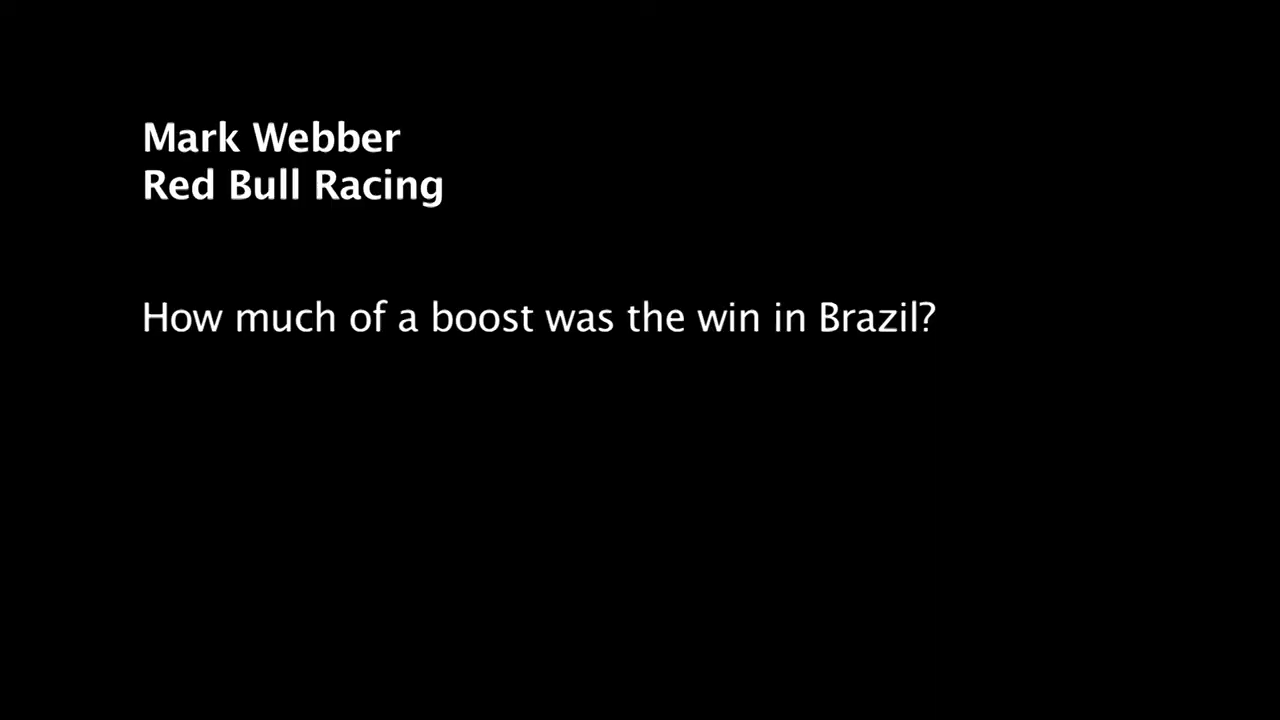 Mark Webber
Red Bull Racing
How much of a boost was the win in Brazil?